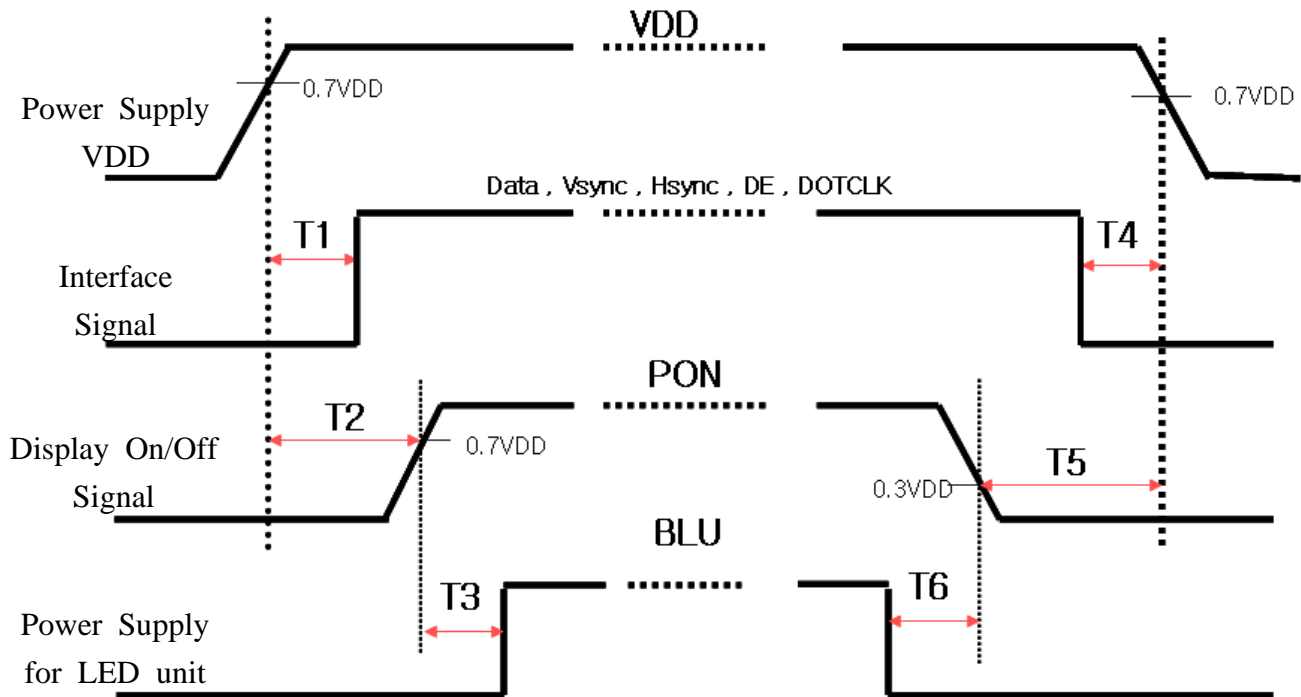 VDD
0.7VDD
0.7VDD
Power Supply
VDD
Data , Vsync , Hsync , DE , DOTCLK
T1
T4
Interface
Signal
PON
T2
0.7VDD
Display On/Off
Signal
T5
0.3VDD
BLU
T3
T6
Power Supply
for LED unit